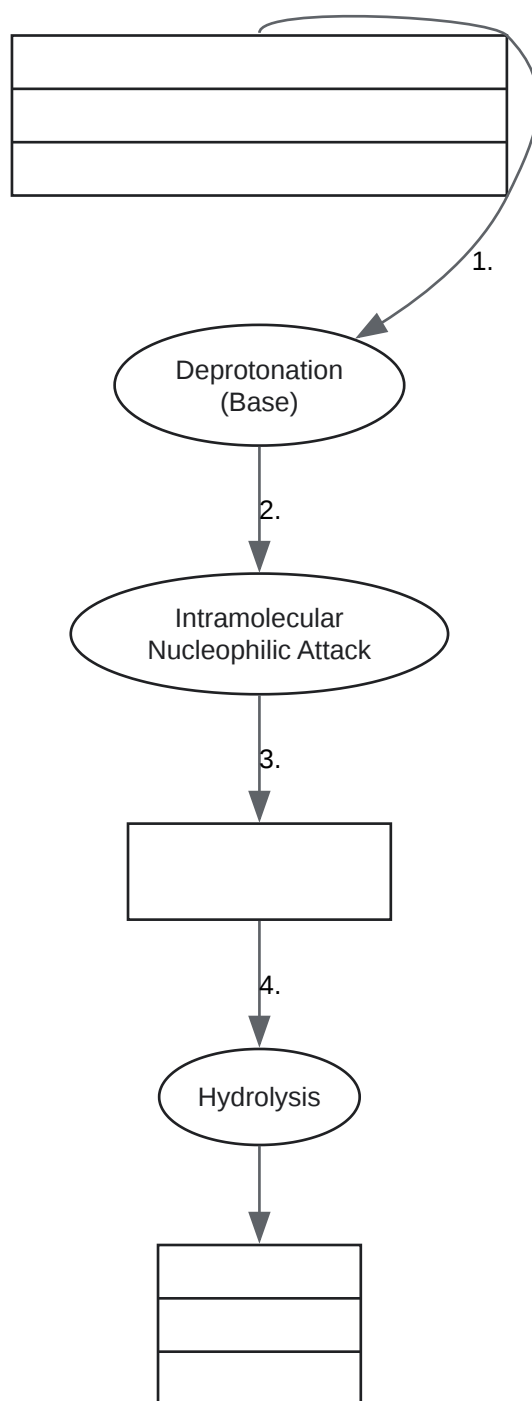 1.
Deprotonation
(Base)
2.
Intramolecular
Nucleophilic Attack
3.
4.
Hydrolysis